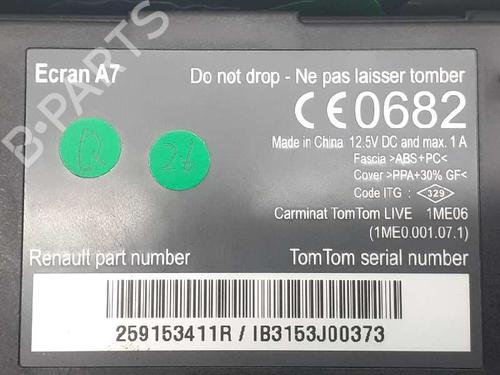 B-PARTS
Ecran A7
Do not drop - Ne pas laisser tomber
CE0682
Made in China 12.5V DC and max. 1 A
Fascia >ABS+PC<
Cover >PPA+30% GF<
Code ITG : 329
Carminat TomTom LIVE 1ME06
(1ME0.001.07.1)
Renault part number
TomTom serial number
259153411R / IB3153J00373